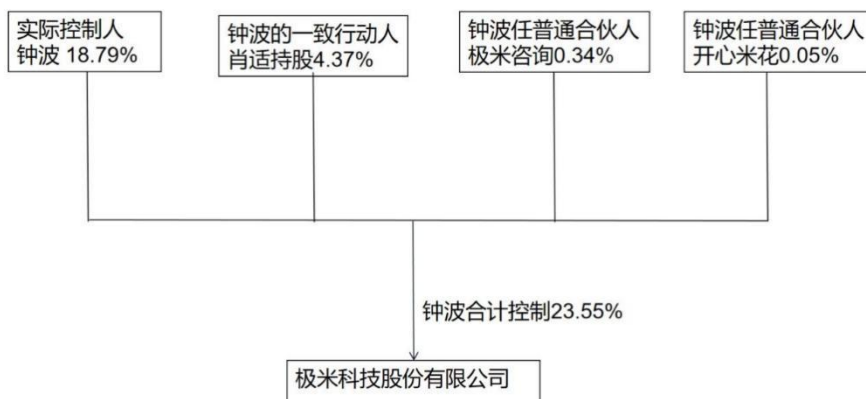 实际控制人
钟波 18.79%
钟波的一致行动人
肖适持股4.37%
钟波任普通合伙人
极米咨询0.34%
钟波任普通合伙人
开心米花0.05%
钟波合计控制23.55%
极米科技股份有限公司